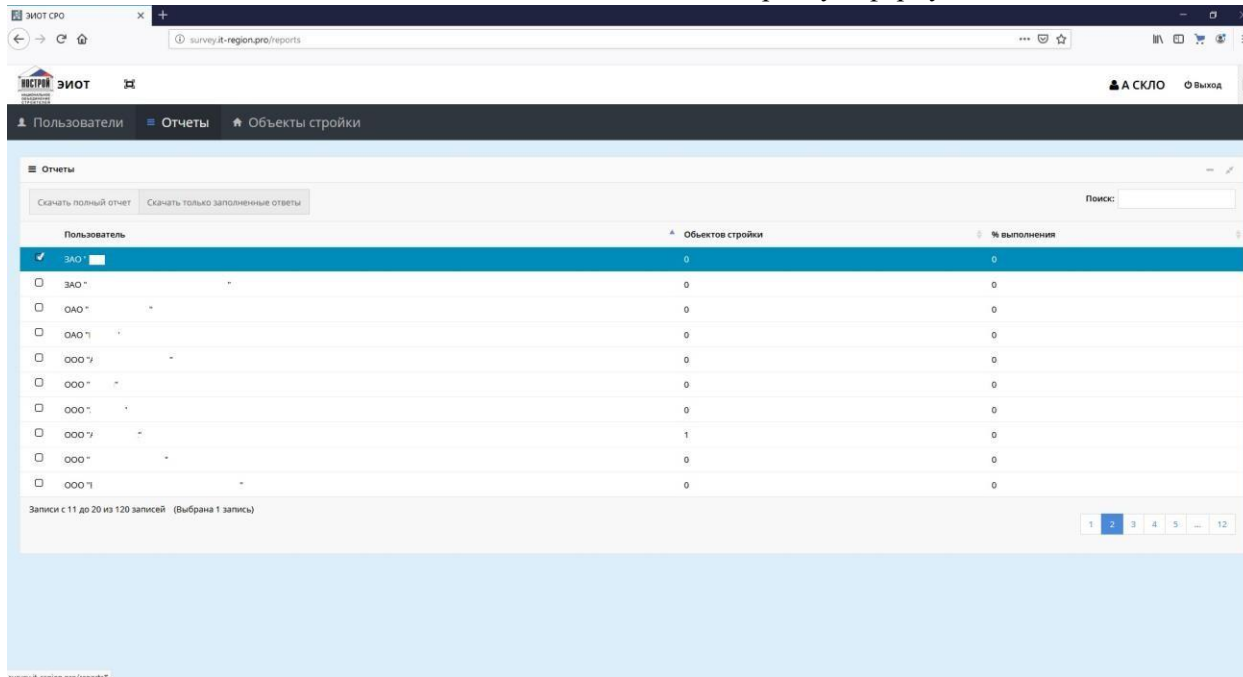 ЭИОТ СРО
survey.it-region.pro/reports
НОСТРОЙ ЭИОТ
А СКЛО Выход
Пользователи Отчеты Объекты стройки
Отчеты
Скачать полный отчет Скачать только заполненные ответы Поиск:
Пользователь Обьектов стройки % выполнения
ЗАО " 0 0
ЗАО " " 0 0
ОАО " " 0 0
ОАО " " 0 0
ООО " " 0 0
ООО " " 0 0
ООО " " 0 0
ООО " " 1 0
ООО " " 0 0
ООО " " 0 0
Записи с 11 до 20 из 120 записей (Выбрана 1 запись)
1 2 3 4 5 ... 12